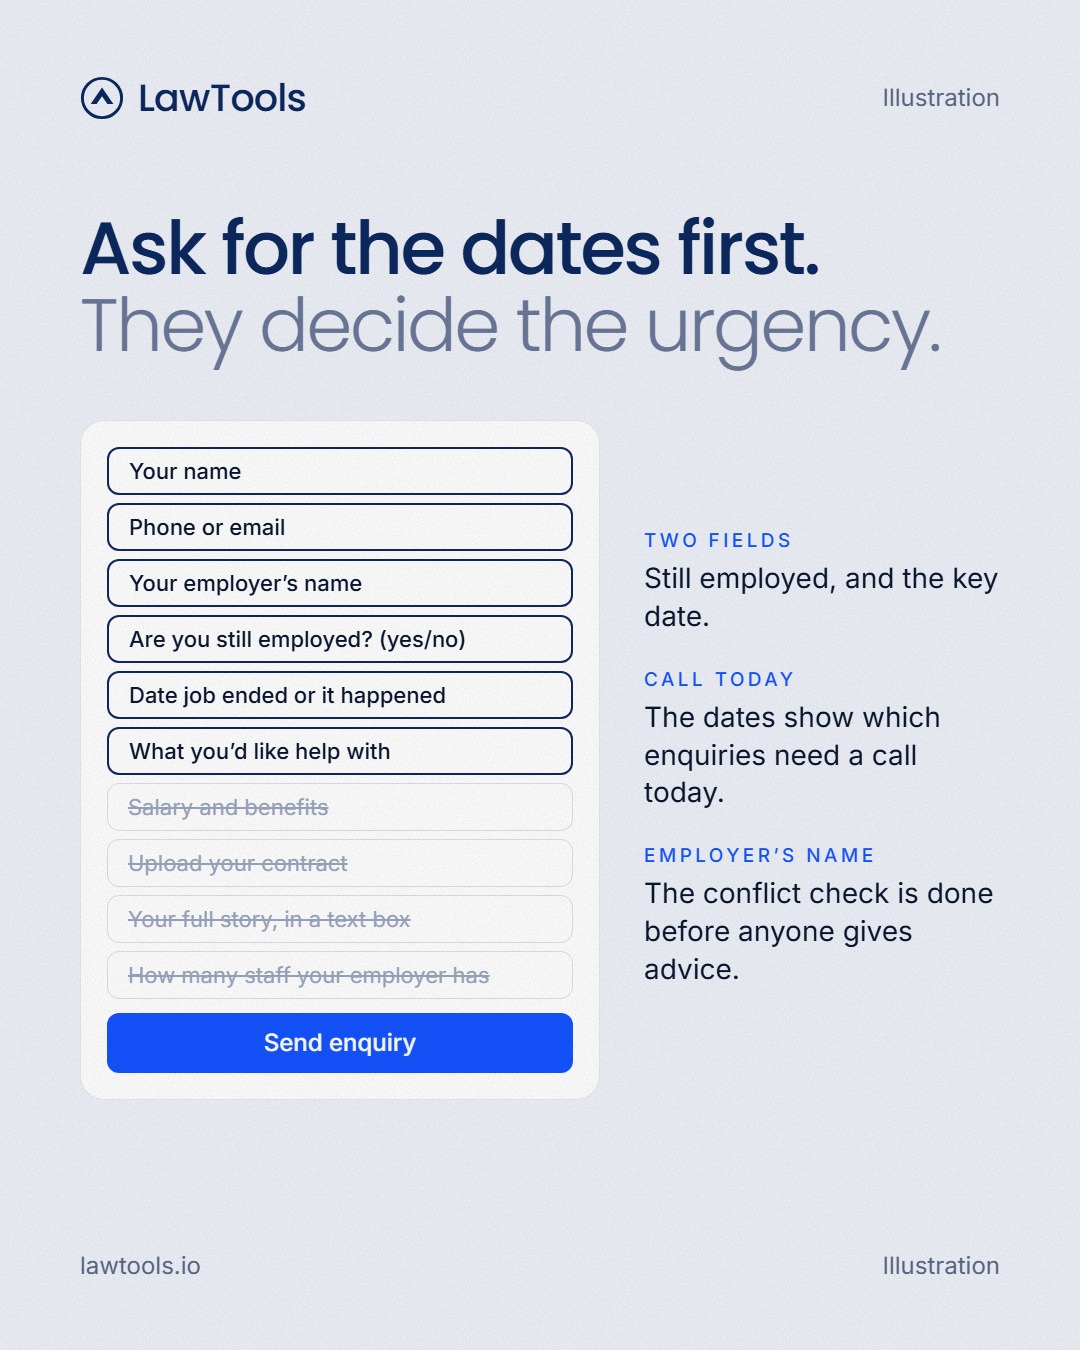 LawTools
Illustration
Ask for the dates first.
They decide the urgency.
Your name
Phone or email
Your employer’s name
Are you still employed? (yes/no)
Date job ended or it happened
What you’d like help with
Salary and benefits
Upload your contract
Your full story, in a text box
How many staff your employer has
Send enquiry
TWO FIELDS
Still employed, and the key
date.
CALL TODAY
The dates show which
enquiries need a call
today.
EMPLOYER’S NAME
The conflict check is done
before anyone gives
advice.
lawtools.io
Illustration